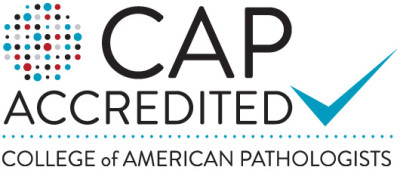 CAP
ACCREDITED
COLLEGE of AMERICAN PATHOLOGISTS